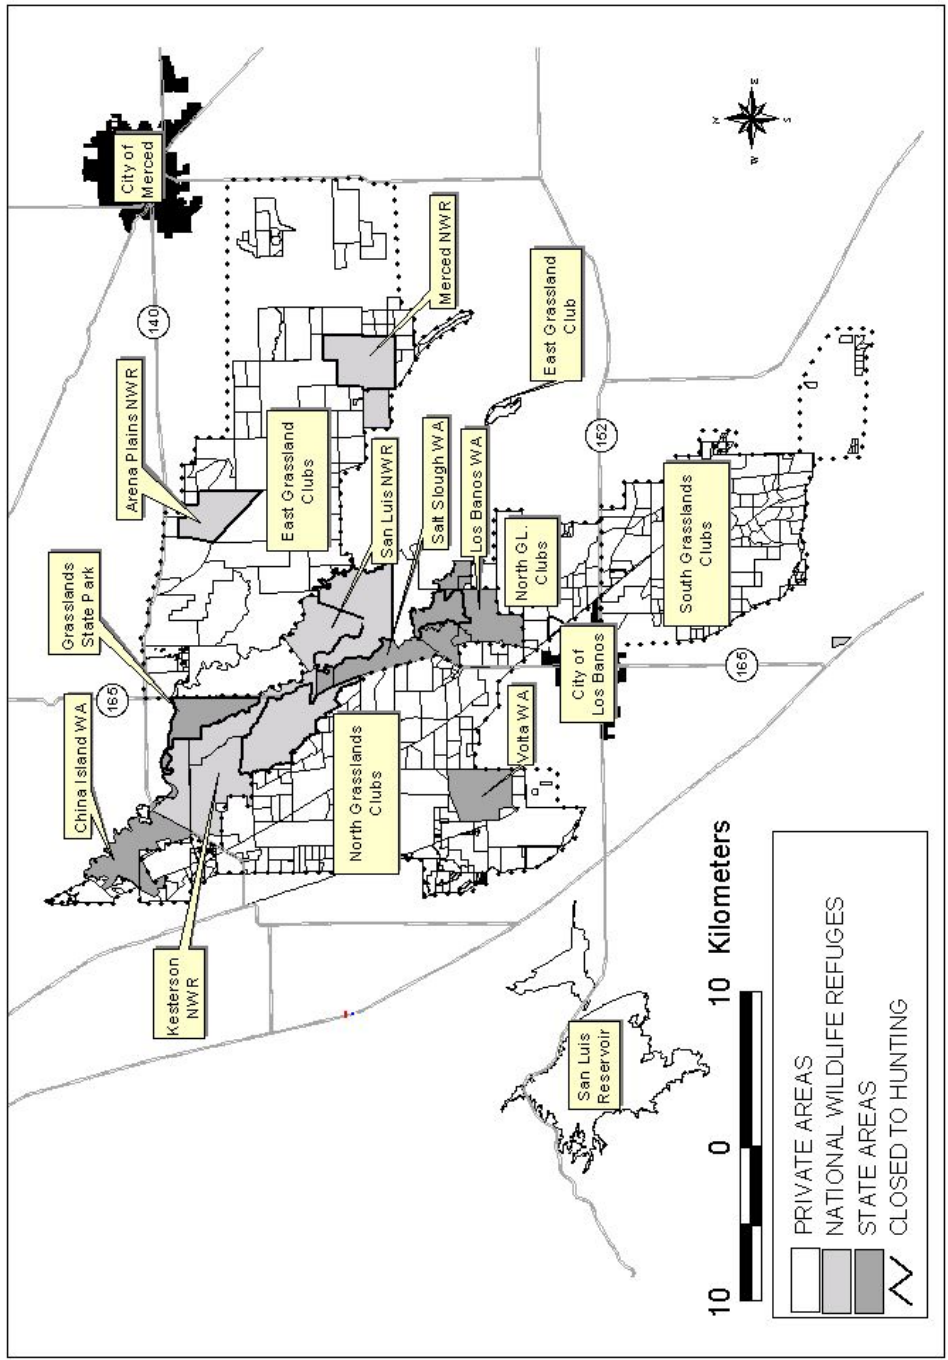 China Island WA
Grasslands
State Park
165
Arena Plains NWR
City of
Merced
140
Kesterson
NWR
East Grassland
Clubs
North Grasslands
Clubs
San Luis NWR
Salt Slough WA
Merced NWR
Los Banos WA
Volta WA
North GL.
Clubs
East Grassland
Club
San Luis
Reservoir
City of
Los Banos
152
South Grasslands
Clubs
165
N
W E
S
10 0 10 Kilometers
PRIVATE AREAS
NATIONAL WILDLIFE REFUGES
STATE AREAS
CLOSED TO HUNTING